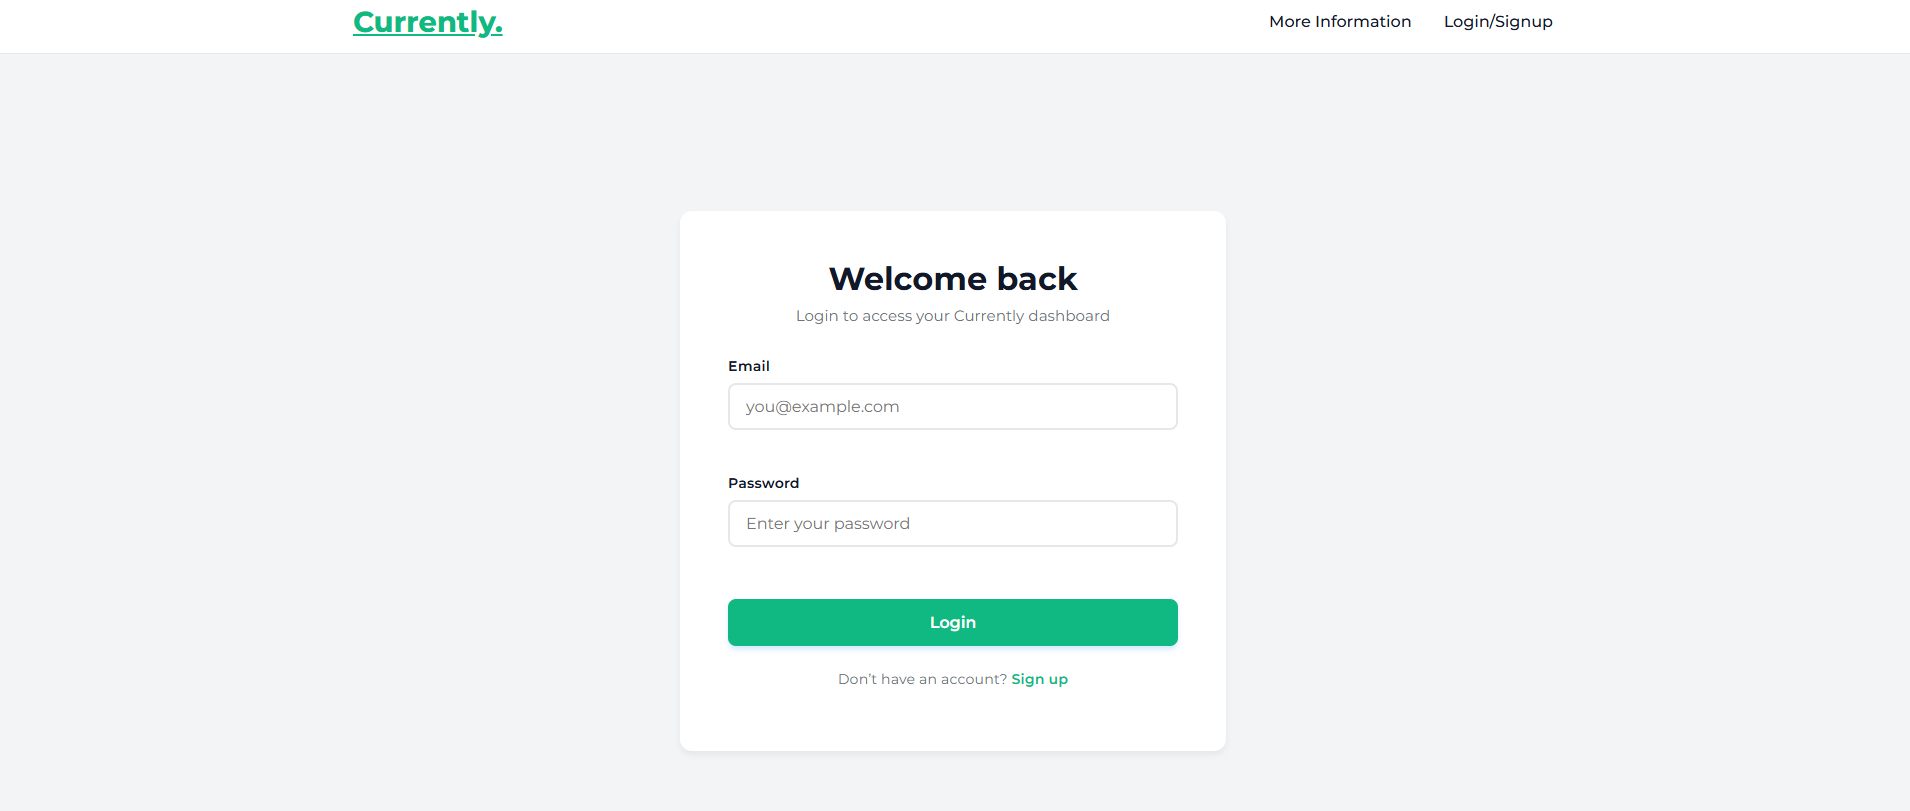 Currently.
More Information
Login/Signup
Welcome back
Login to access your Currently dashboard
Email
you@example.com
Password
Enter your password
Login
Don’t have an account? Sign up